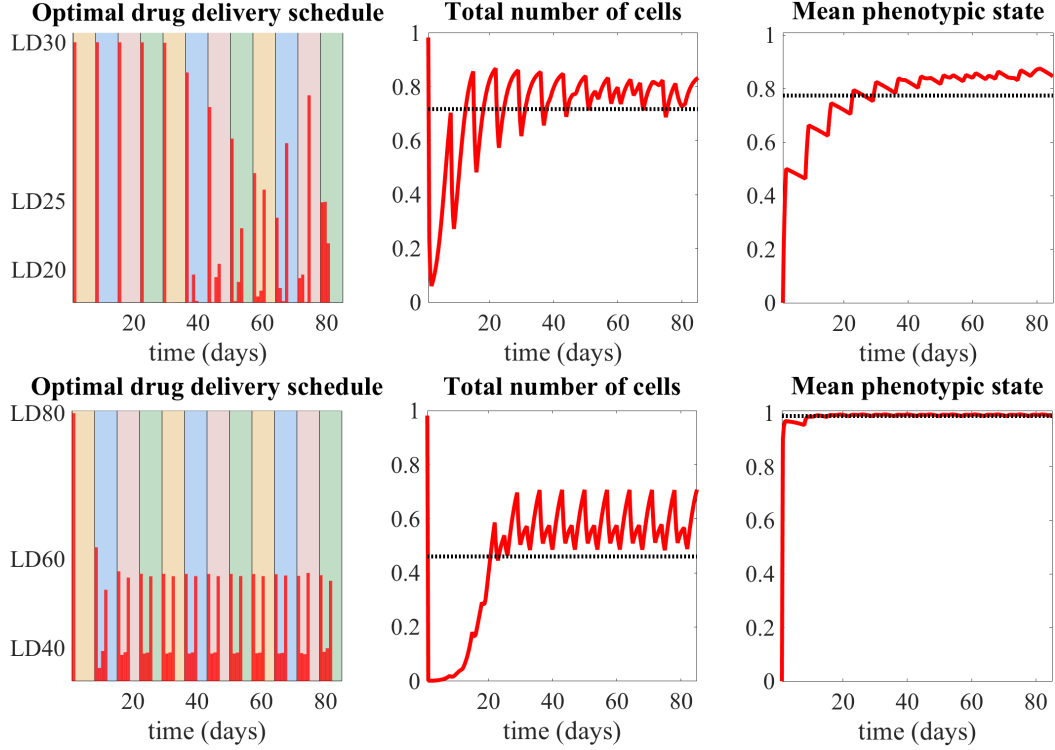 Optimal drug delivery schedule
LD30
LD25
LD20
20 40 60 80
time (days)
Total number of cells
1
0.8
0.6
0.4
0.2
0
20 40 60 80
time (days)
Mean phenotypic state
1
0.8
0.6
0.4
0.2
0
20 40 60 80
time (days)
Optimal drug delivery schedule
LD80
LD60
LD40
20 40 60 80
time (days)
Total number of cells
1
0.8
0.6
0.4
0.2
0
20 40 60 80
time (days)
Mean phenotypic state
1
0.8
0.6
0.4
0.2
0
20 40 60 80
time (days)